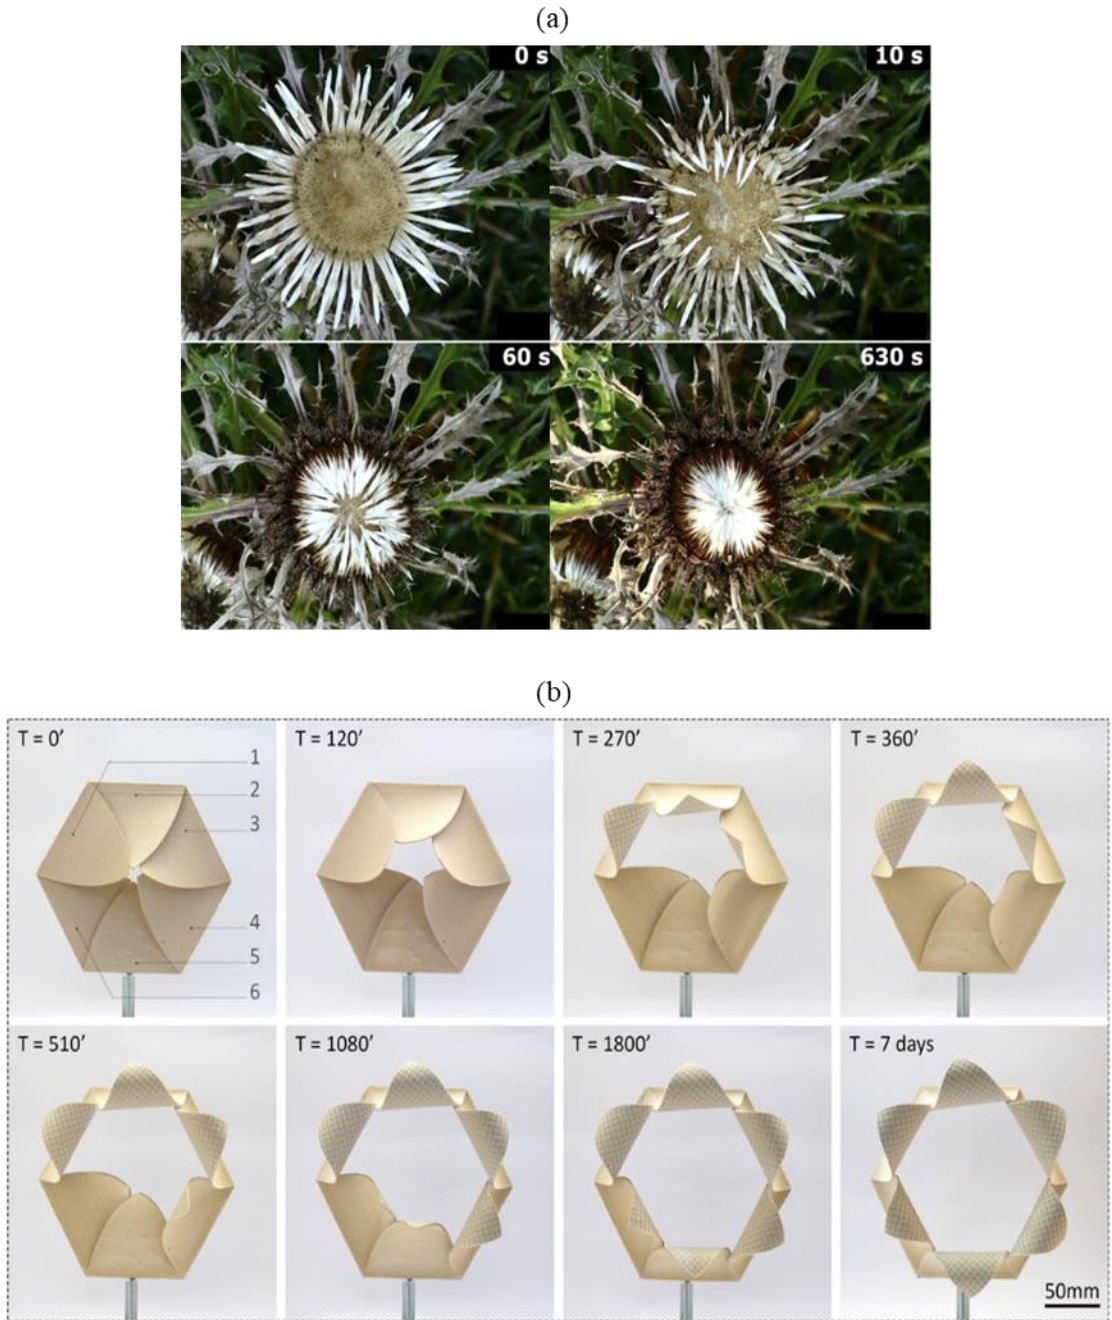 (a)
0 s
10 s
60 s
630 s
(b)
T = 0'
1
2
3
4
5
6
T = 120'
T = 270'
T = 360'
T = 510'
T = 1080'
T = 1800'
T = 7 days
50mm